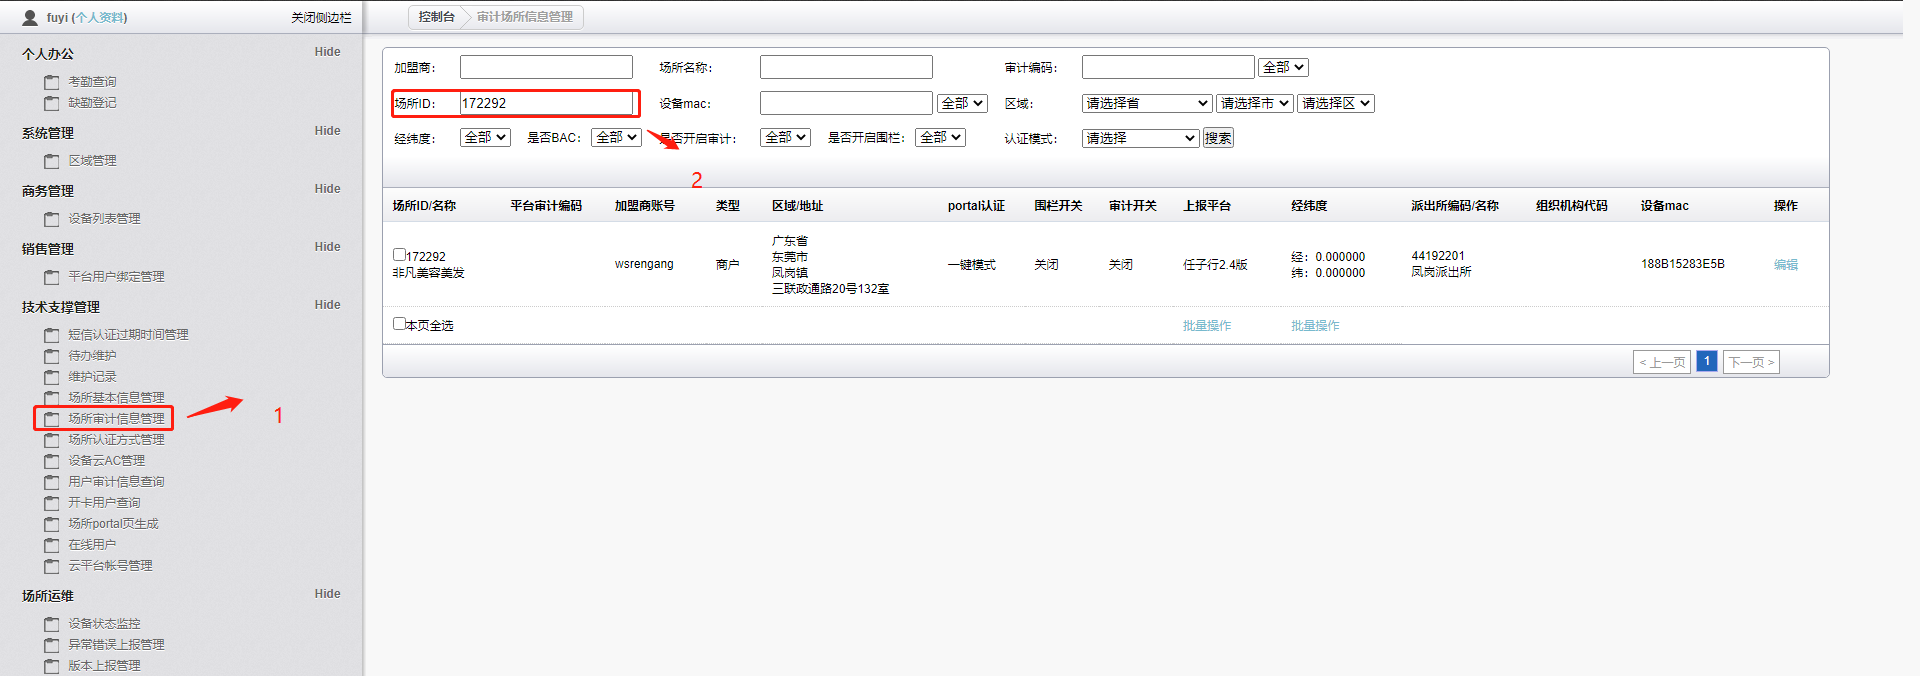 fuyi (个人资料)
关闭侧边栏
控制台
审计场所信息管理
个人办公
Hide
考勤查询
缺勤登记
系统管理
Hide
区域管理
商务管理
Hide
设备列表管理
销售管理
Hide
平台用户绑定管理
技术支撑管理
Hide
短信认证过期时间管理
待办维护
维护记录
场所基本信息管理
场所审计信息管理
1
场所认证方式管理
设备云AC管理
用户审计信息查询
开卡用户查询
场所portal页生成
在线用户
云平台帐号管理
场所运维
Hide
设备状态监控
异常错误上报管理
版本上报管理
加盟商：
场所名称：
审计编码：
全部
场所ID：
172292
设备mac：
全部
区域：
请选择省
请选择市
请选择区
经纬度：
全部
是否BAC：
全部
是否开启审计：
全部
是否开启围栏：
全部
认证模式：
请选择
搜索
2
场所ID/名称
平台审计编码
加盟商账号
类型
区域/地址
portal认证
围栏开关
审计开关
上报平台
经纬度
派出所编码/名称
组织机构代码
设备mac
操作
172292
非凡美容美发
wsrengang
商户
广东省
东莞市
凤岗镇
三联政通路20号132室
一键模式
关闭
关闭
任子行2.4版
经：0.000000
纬：0.000000
44192201
凤岗派出所
188B15283E5B
编辑
本页全选
批量操作
批量操作
< 上一页
1
下一页 >